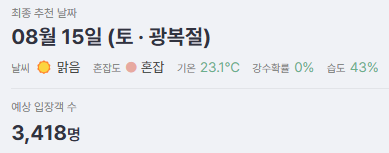 최종 추천 날짜
08월 15일 (토 · 광복절)
날씨 맑음 혼잡도 혼잡 기온 23.1°C 강수확률 0% 습도 43%
예상 입장객 수
3,418명